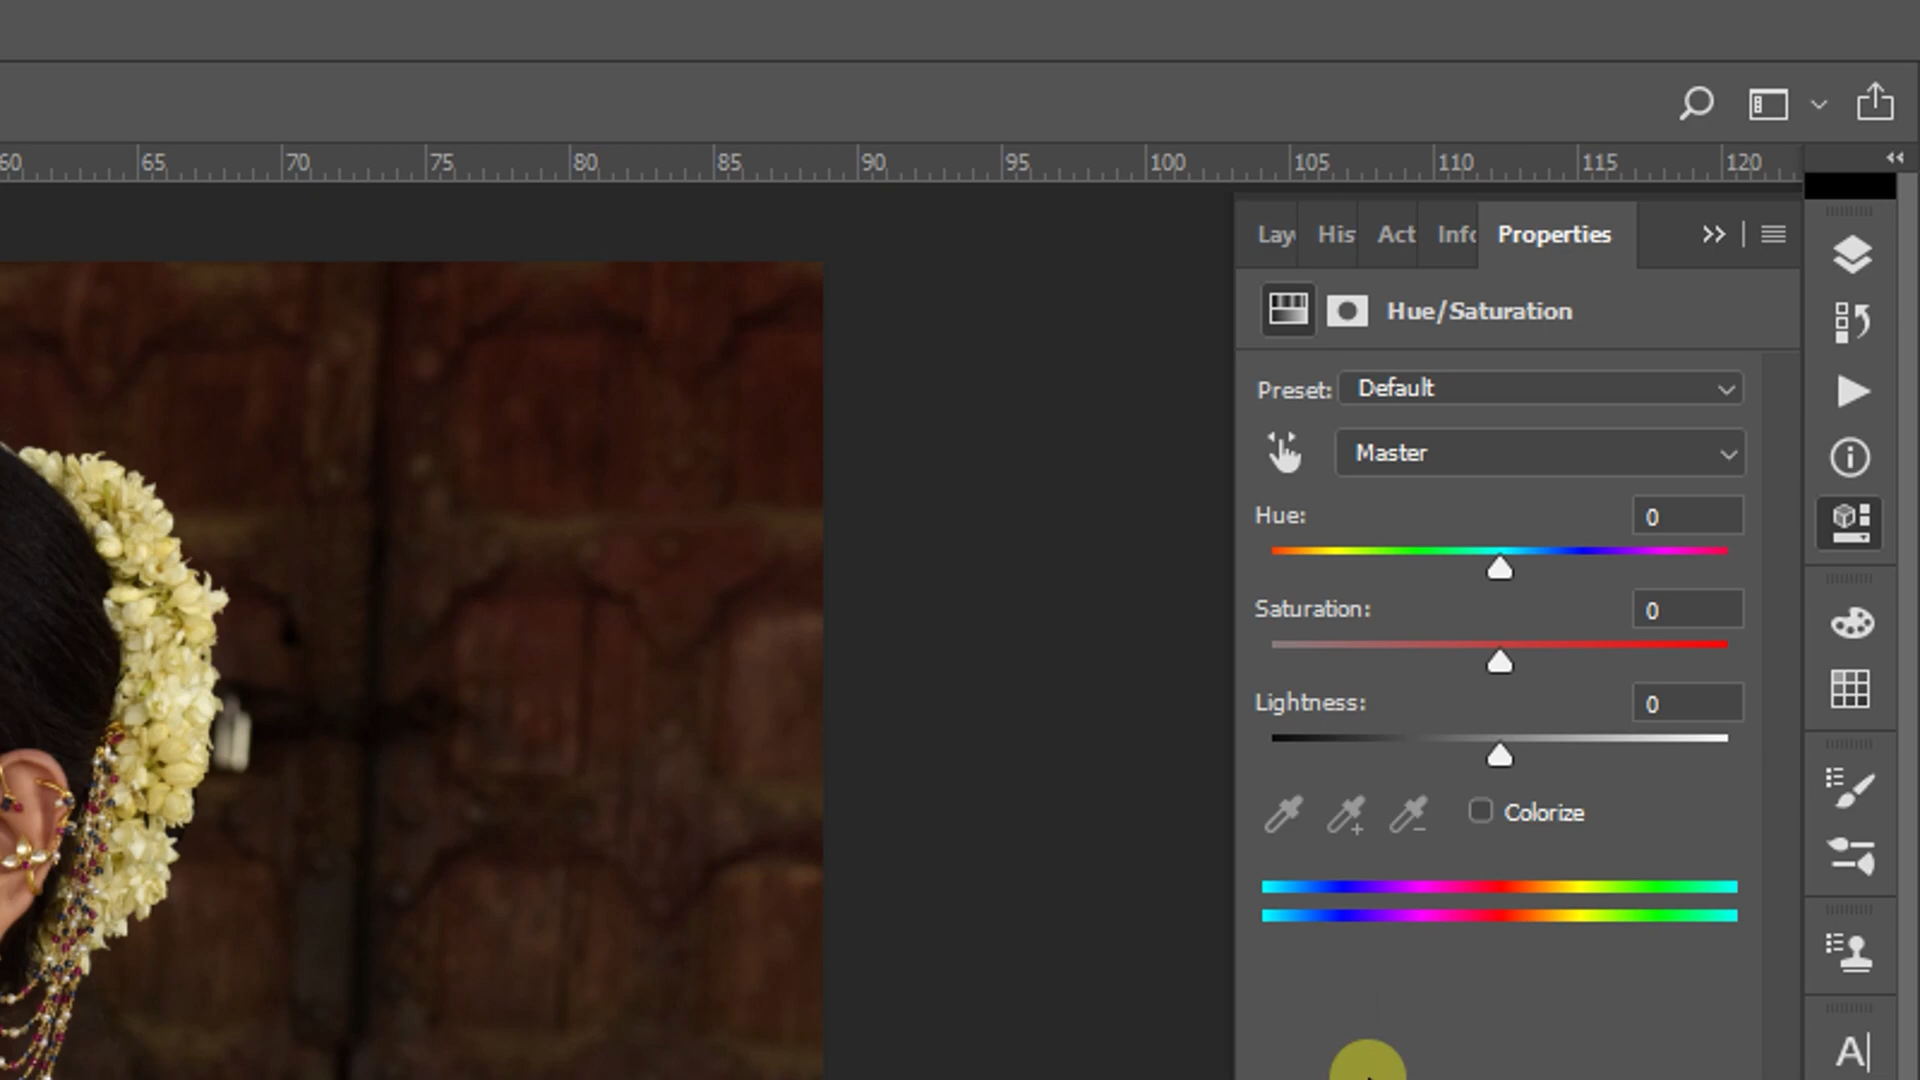 60 65 70 75 80 85 90 95 100 105 110 115 120
Lay His Act Info Properties
Hue/Saturation
Preset: Default
Master
Hue: 0
Saturation: 0
Lightness: 0
Colorize
A